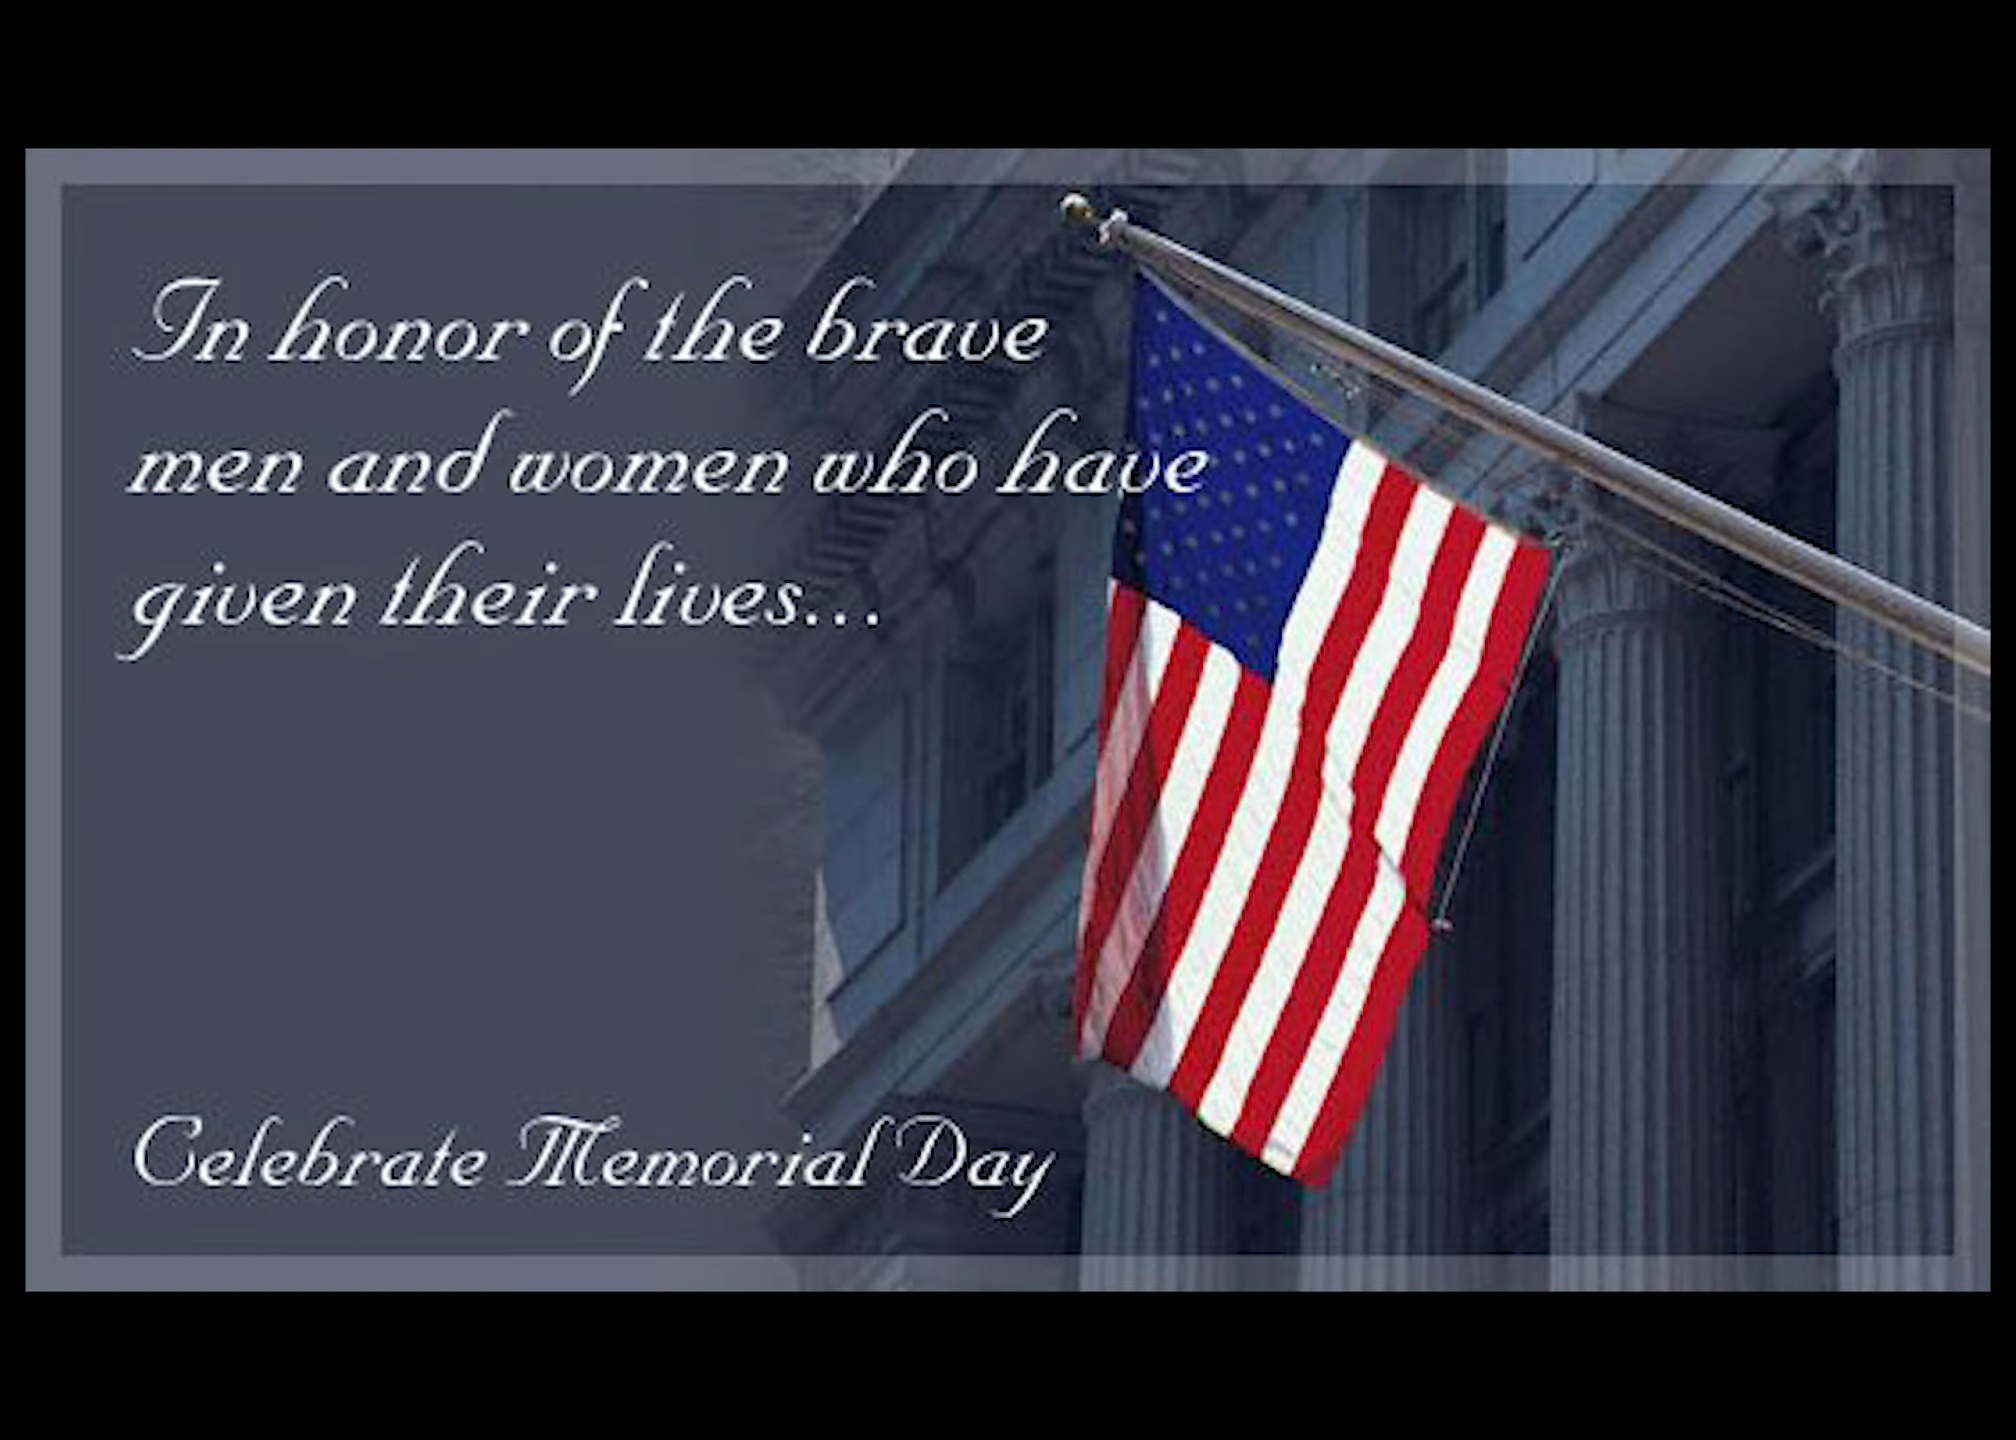 In honor of the brave
men and women who have
given their lives...
Celebrate Memorial Day